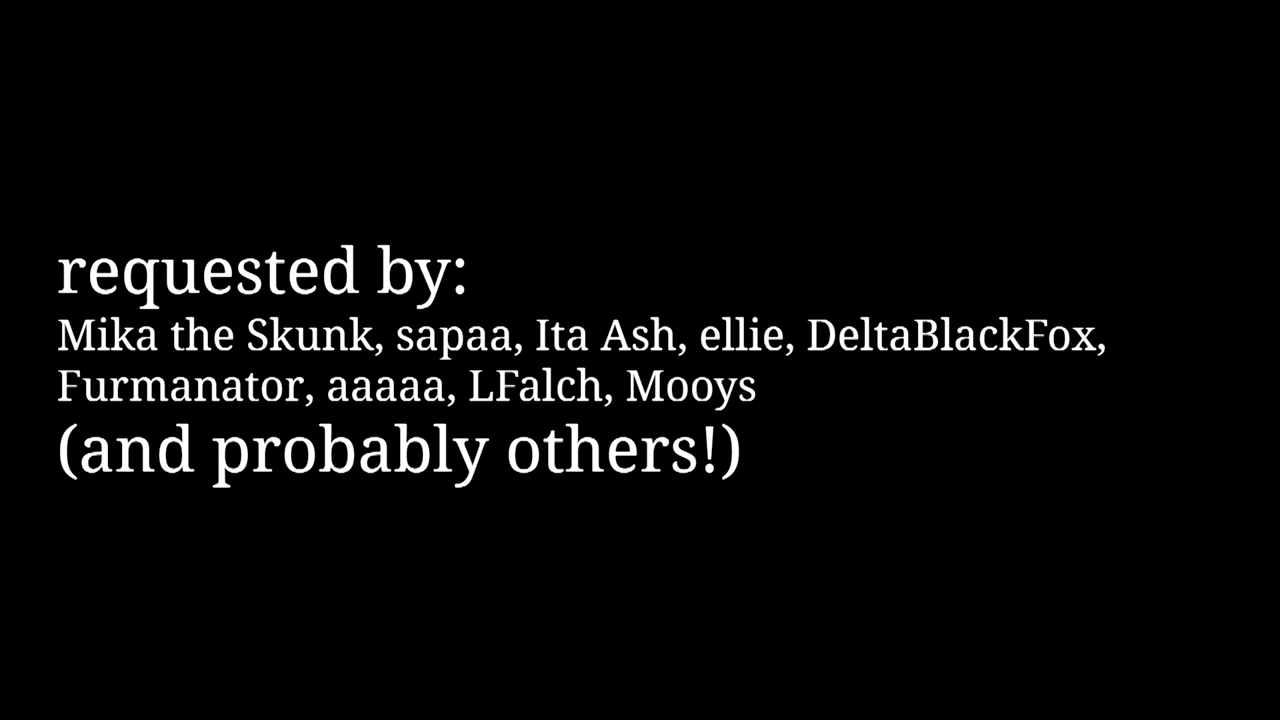 requested by:
Mika the Skunk, sapaa, Ita Ash, ellie, DeltaBlackFox,
Furmanator, aaaaa, LFalch, Mooys
(and probably others!)